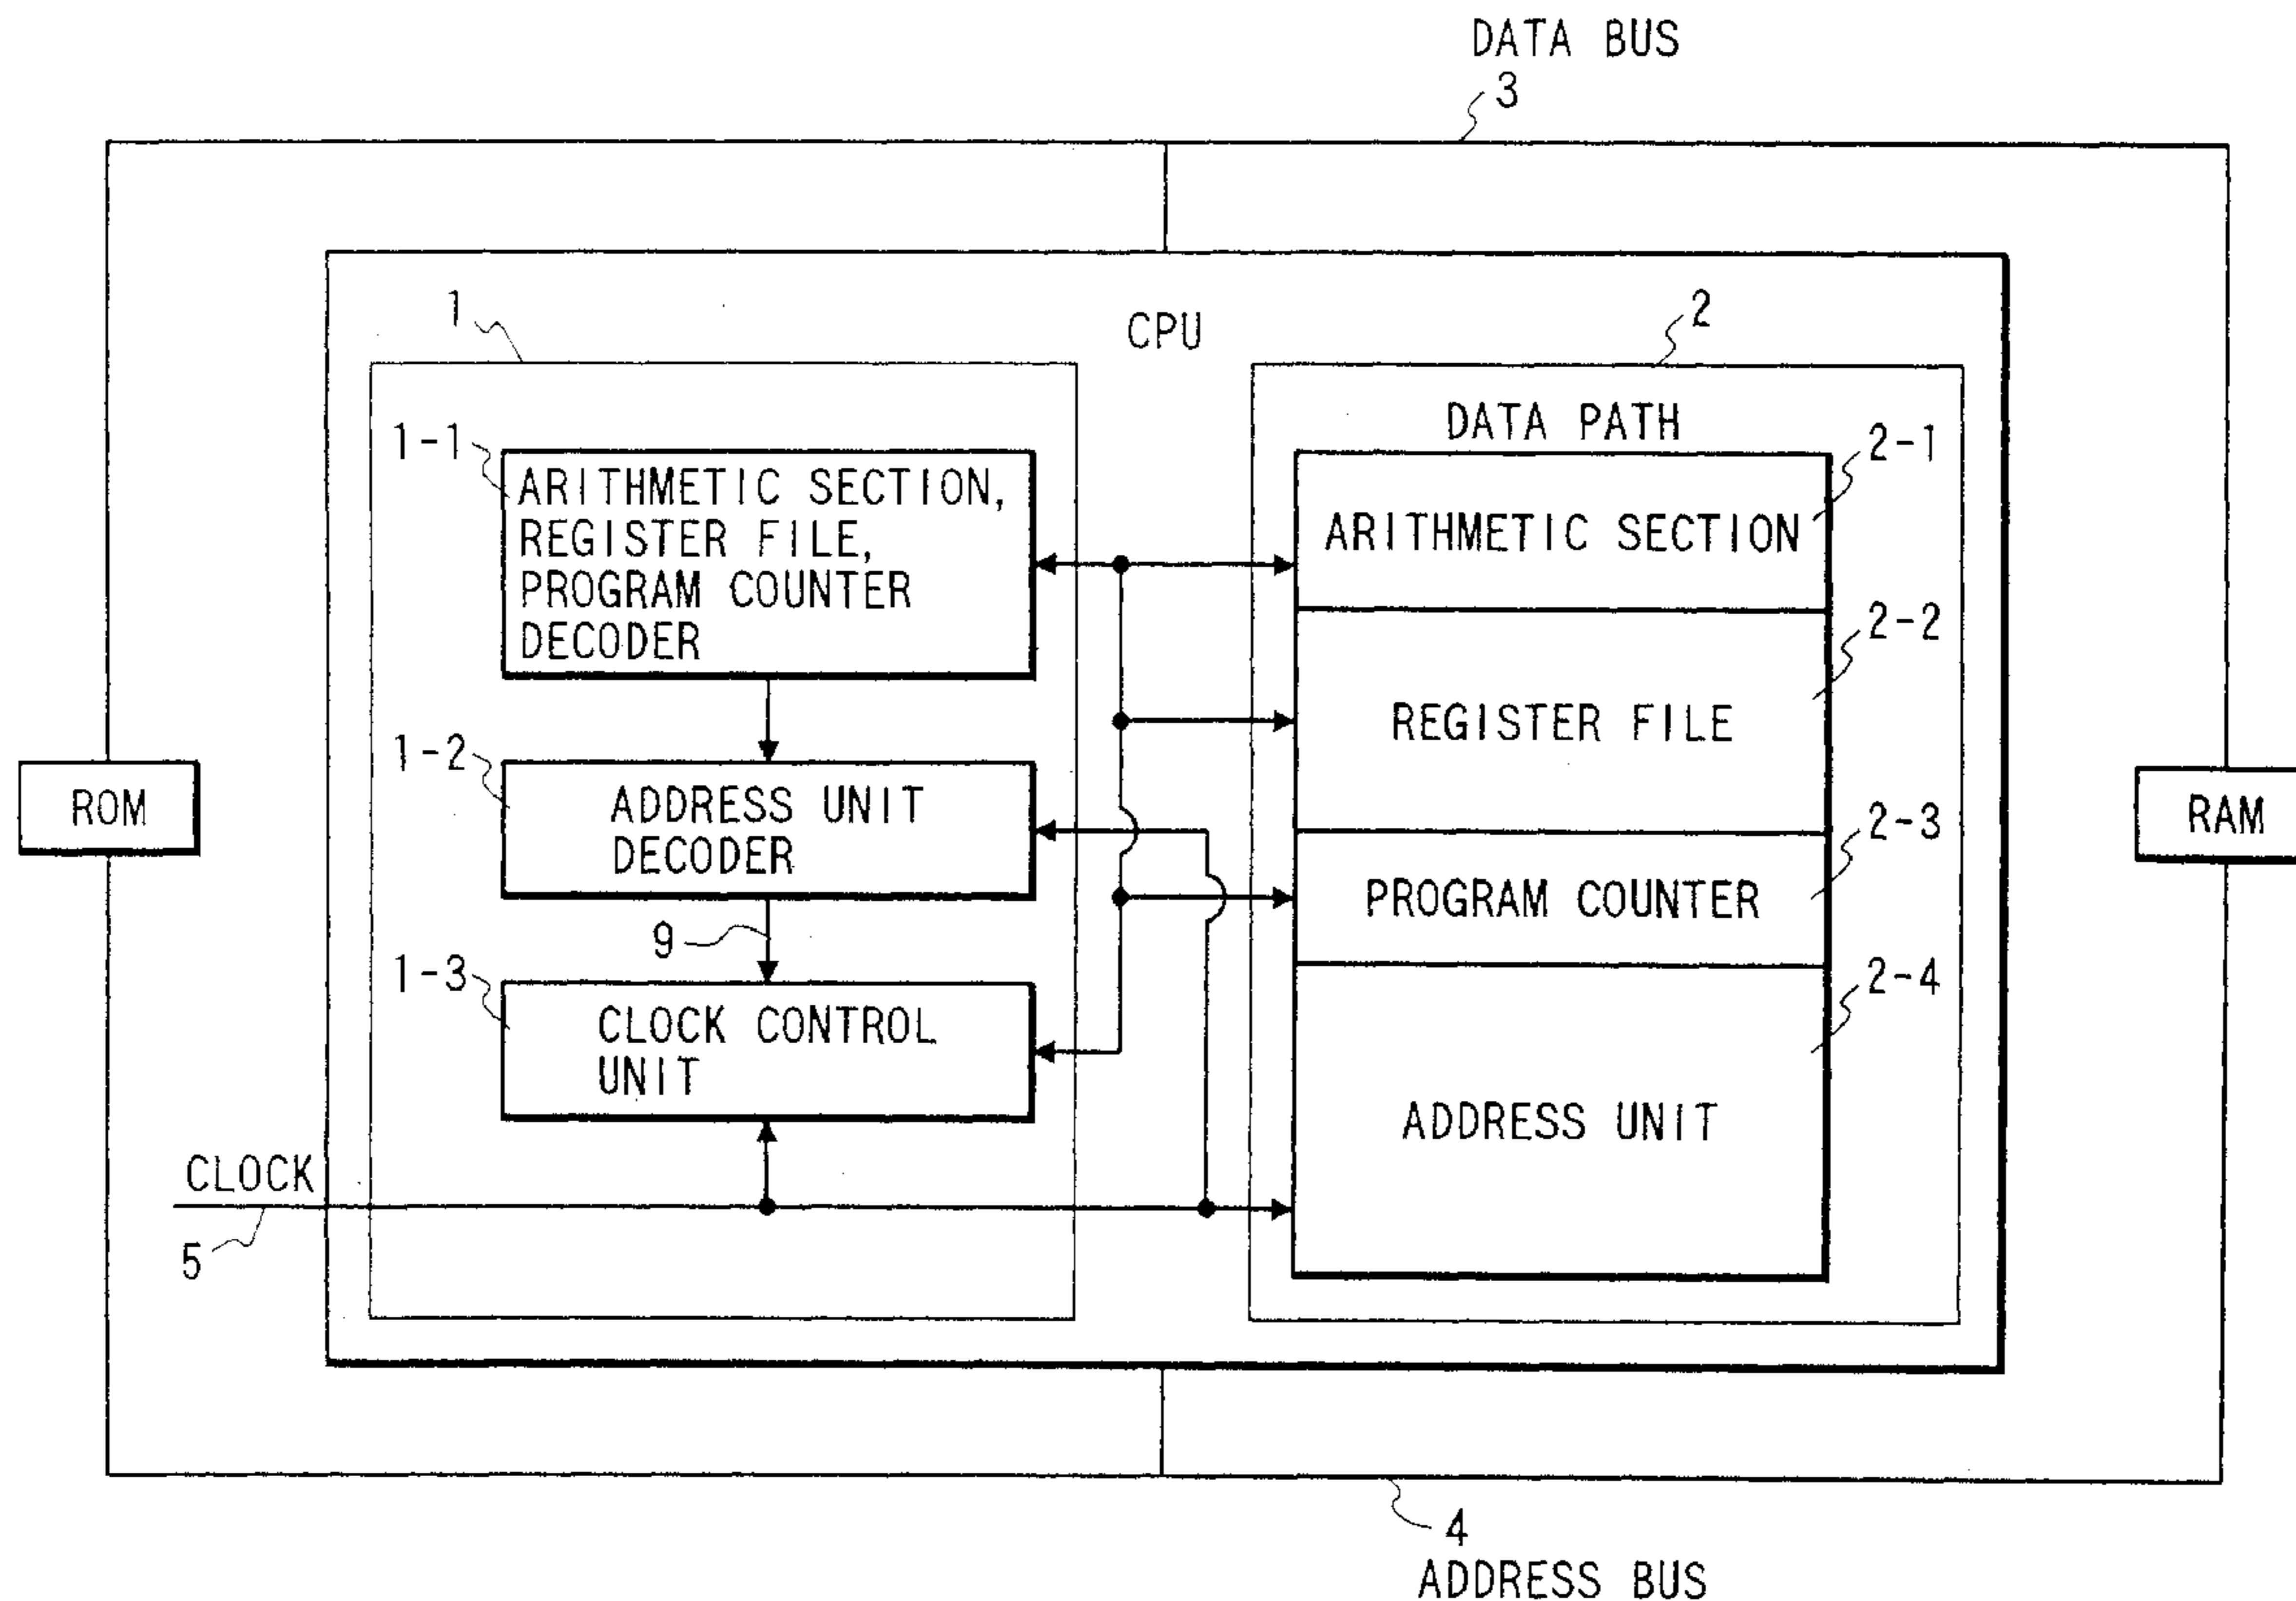 DATA BUS
3
1
CPU
2
DATA PATH
1-1
ARITHMETIC SECTION,
REGISTER FILE,
PROGRAM COUNTER
DECODER
2-1
ARITHMETIC SECTION
2-2
REGISTER FILE
1-2
ADDRESS UNIT
DECODER
ROM
RAM
2-3
PROGRAM COUNTER
9
1-3
CLOCK CONTROL
UNIT
2-4
ADDRESS UNIT
CLOCK
5
4
ADDRESS BUS